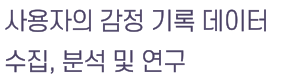 사용자의 감정 기록 데이터
수집, 분석 및 연구